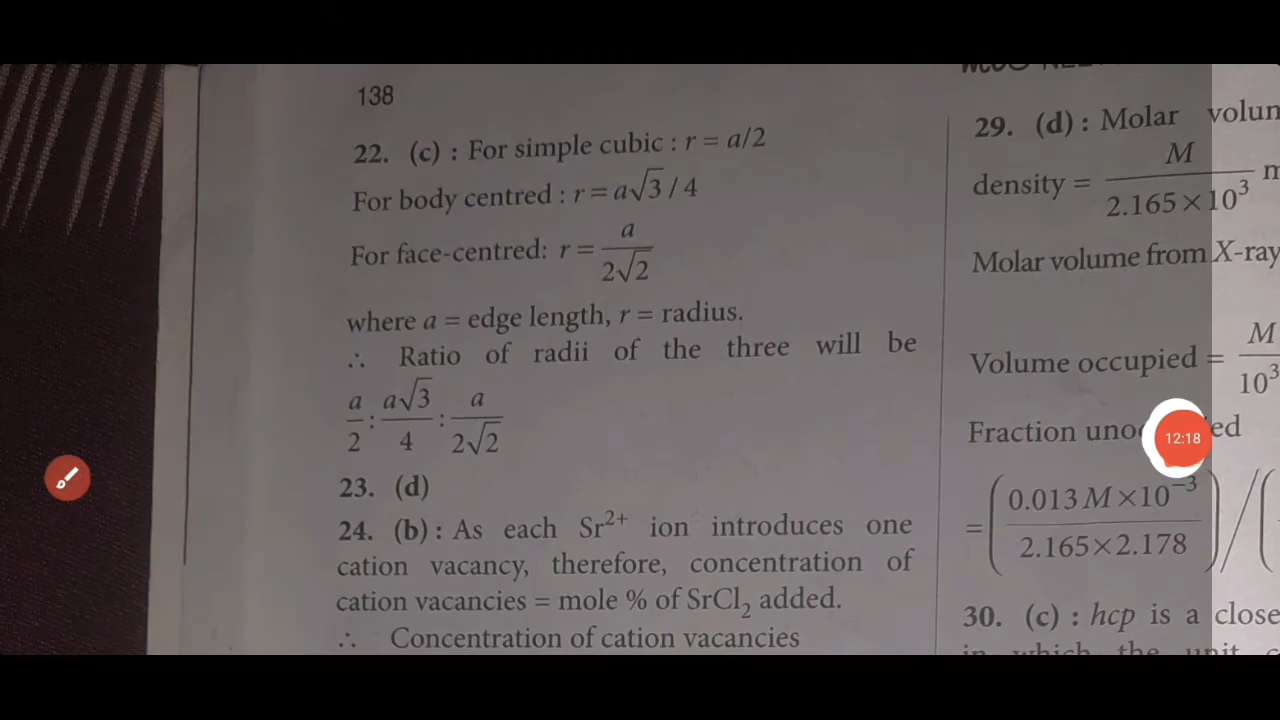 138
22. (c) : For simple cubic : r = a/2
For body centred : r = a√3 / 4
For face-centred: r = a / 2√2
where a = edge length, r = radius.
∴ Ratio of radii of the three will be
a/2 : a√3/4 : a/2√2
23. (d)
24. (b) : As each Sr²⁺ ion introduces one
cation vacancy, therefore, concentration of
cation vacancies = mole % of SrCl₂ added.
∴ Concentration of cation vacancies
29. (d) : Molar
density = M / 2.165×10³
Molar volume from X-ray
Volume occupied = M / 10³
Fraction
= (0.013 M×10⁻³ / 2.165×2.178) / (
30. (c) : hcp is a close
in which the unit
12:18